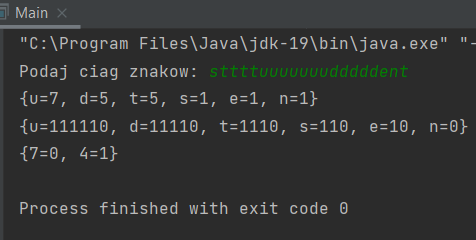 Main
"C:\Program Files\Java\jdk-19\bin\java.exe" "-
Podaj ciag znakow: sttttuuuuuuudddddent
{u=7, d=5, t=5, s=1, e=1, n=1}
{u=111110, d=11110, t=1110, s=110, e=10, n=0}
{7=0, 4=1}
Process finished with exit code 0